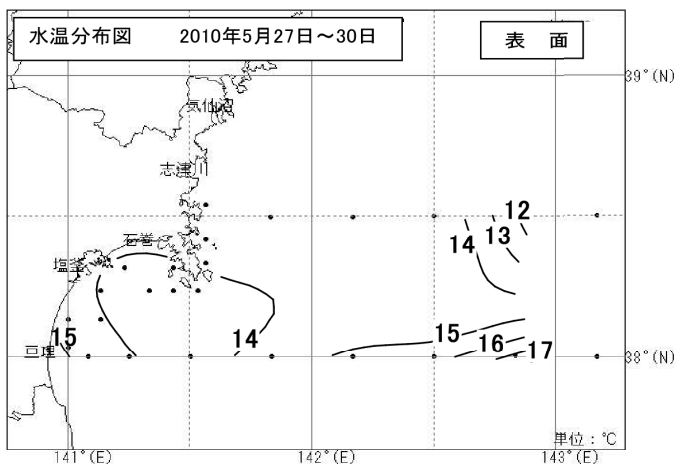 水温分布図 2010年5月27日～30日
表 面
39°(N)
気仙沼
志津川
12
13
14
石巻
塩釜
15
14
15
16
17
亘理
38°(N)
単位：℃
141°(E)
142°(E)
143°(E)